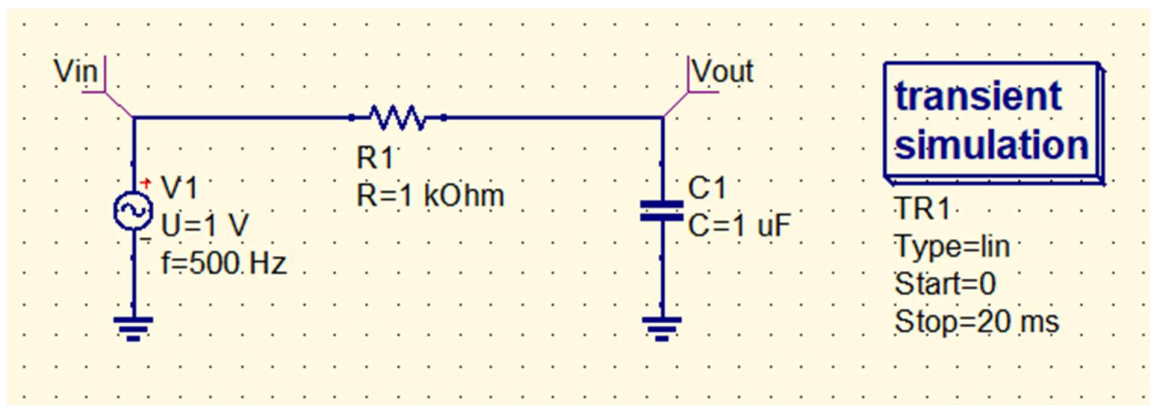 Vin
Vout
transient
simulation
R1
R=1 kOhm
V1
U=1 V
f=500 Hz
C1
C=1 uF
TR1
Type=lin
Start=0
Stop=20 ms